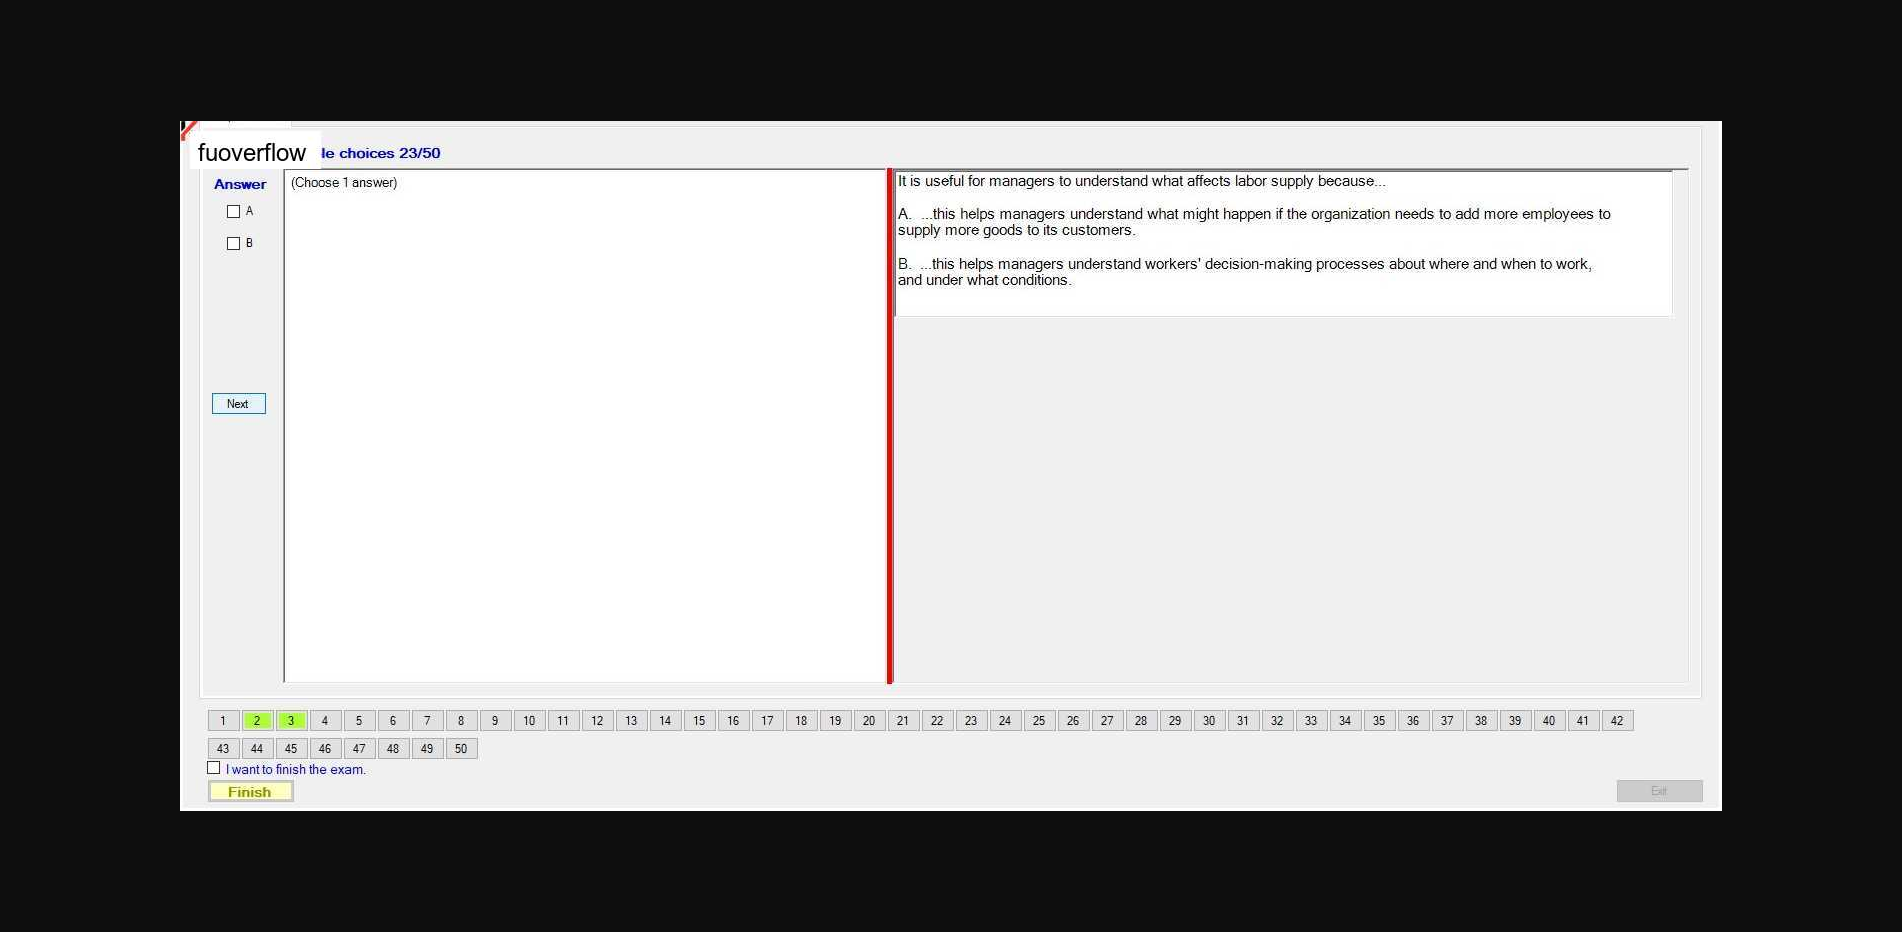 fuoverflow
le choices 23/50
Answer
(Choose 1 answer)
A
B
Next
It is useful for managers to understand what affects labor supply because...
A. ...this helps managers understand what might happen if the organization needs to add more employees to
supply more goods to its customers.
B. ...this helps managers understand workers' decision-making processes about where and when to work,
and under what conditions.
1 2 3 4 5 6 7 8 9 10 11 12 13 14 15 16 17 18 19 20 21 22 23 24 25 26 27 28 29 30 31 32 33 34 35 36 37 38 39 40 41 42
43 44 45 46 47 48 49 50
I want to finish the exam.
Finish
Exit